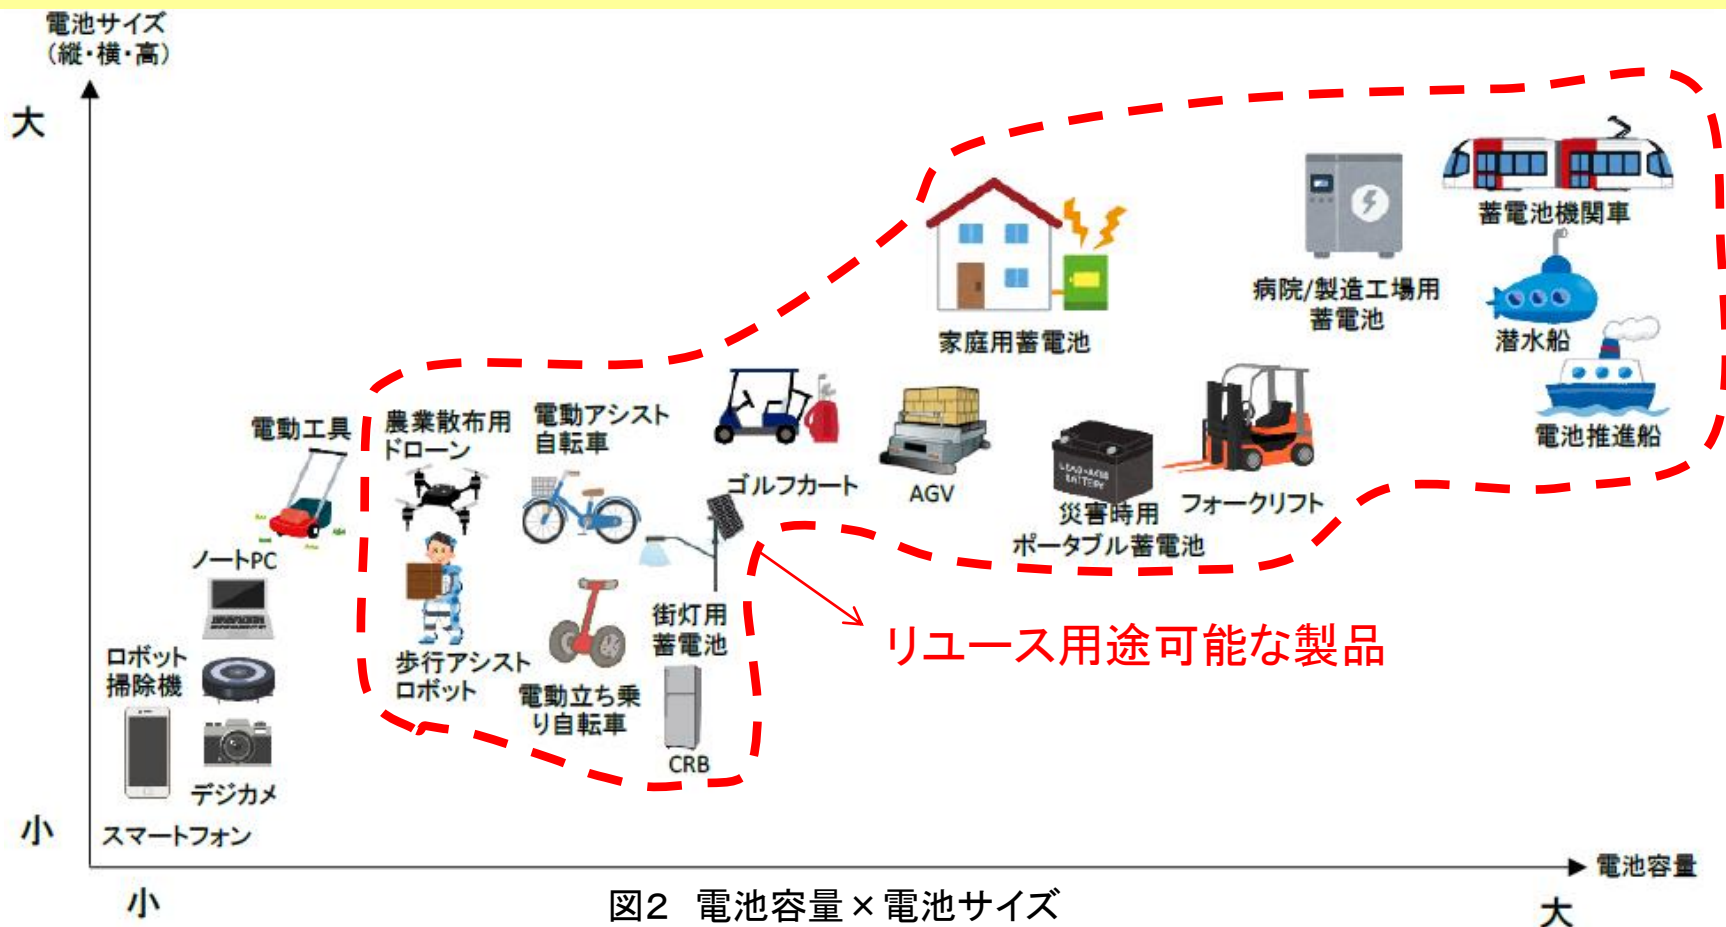 電池サイズ
（縦・横・高）
大
蓄電池機関車
病院/製造工場用
蓄電池
潜水船
家庭用蓄電池
電池推進船
電動工具
農業散布用
ドローン
電動アシスト
自転車
ゴルフカート
AGV
LEAD-ACID
BATTERY
災害時用
ポータブル蓄電池
フォークリフト
ノートPC
街灯用
蓄電池
リユース用途可能な製品
ロボット
掃除機
歩行アシスト
ロボット
電動立ち乗
り自転車
CRB
デジカメ
小
スマートフォン
電池容量
小
図2 電池容量×電池サイズ
大